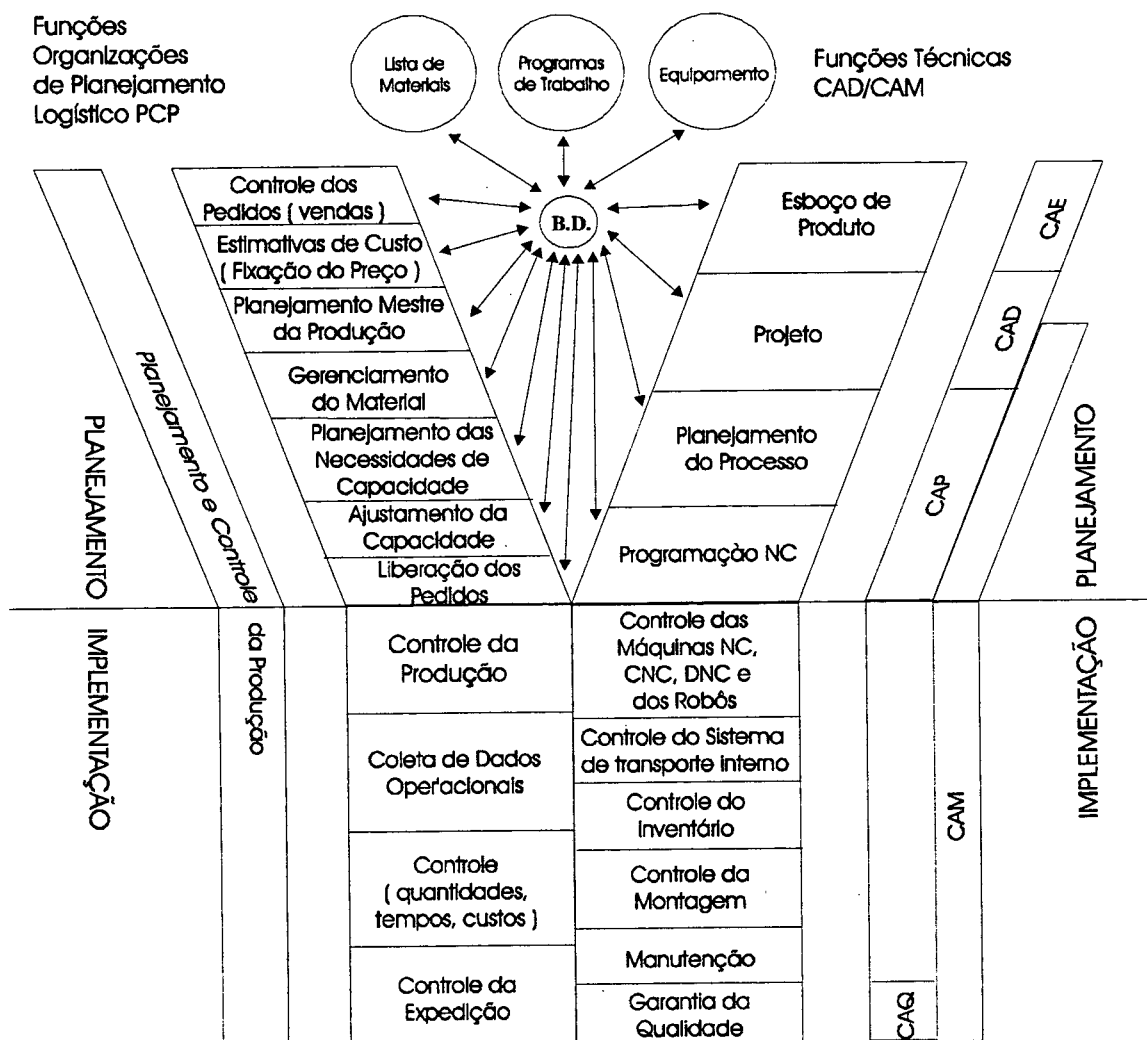 Funções
Organizações
de Planejamento
Logístico PCP
Lista de
Materiais
Programas
de Trabalho
Equipamento
Funções Técnicas
CAD/CAM
B.D.
Controle dos
Pedidos ( vendas )
Estimativas de Custo
( Fixação do Preço )
Planejamento Mestre
da Produção
Gerenciamento
do Material
Planejamento das
Necessidades de
Capacidade
Ajustamento da
Capacidade
Liberação dos
Pedidos
Esboço de
Produto
Projeto
Planejamento
do Processo
Programaçào NC
CAE
CAD
CAP
PLANEJAMENTO
Planejamento e Controle
da Produção
PLANEJAMENTO
IMPLEMENTAÇÃO
Controle da
Produção
Coleta de Dados
Operacionais
Controle
( quantidades,
tempos, custos )
Controle da
Expedição
Controle das
Máquinas NC,
CNC, DNC e
dos Robôs
Controle do Sistema
de transporte interno
Controle do
Inventário
Controle da
Montagem
Manutenção
Garantia da
Qualidade
CAQ
CAM
IMPLEMENTAÇÃO